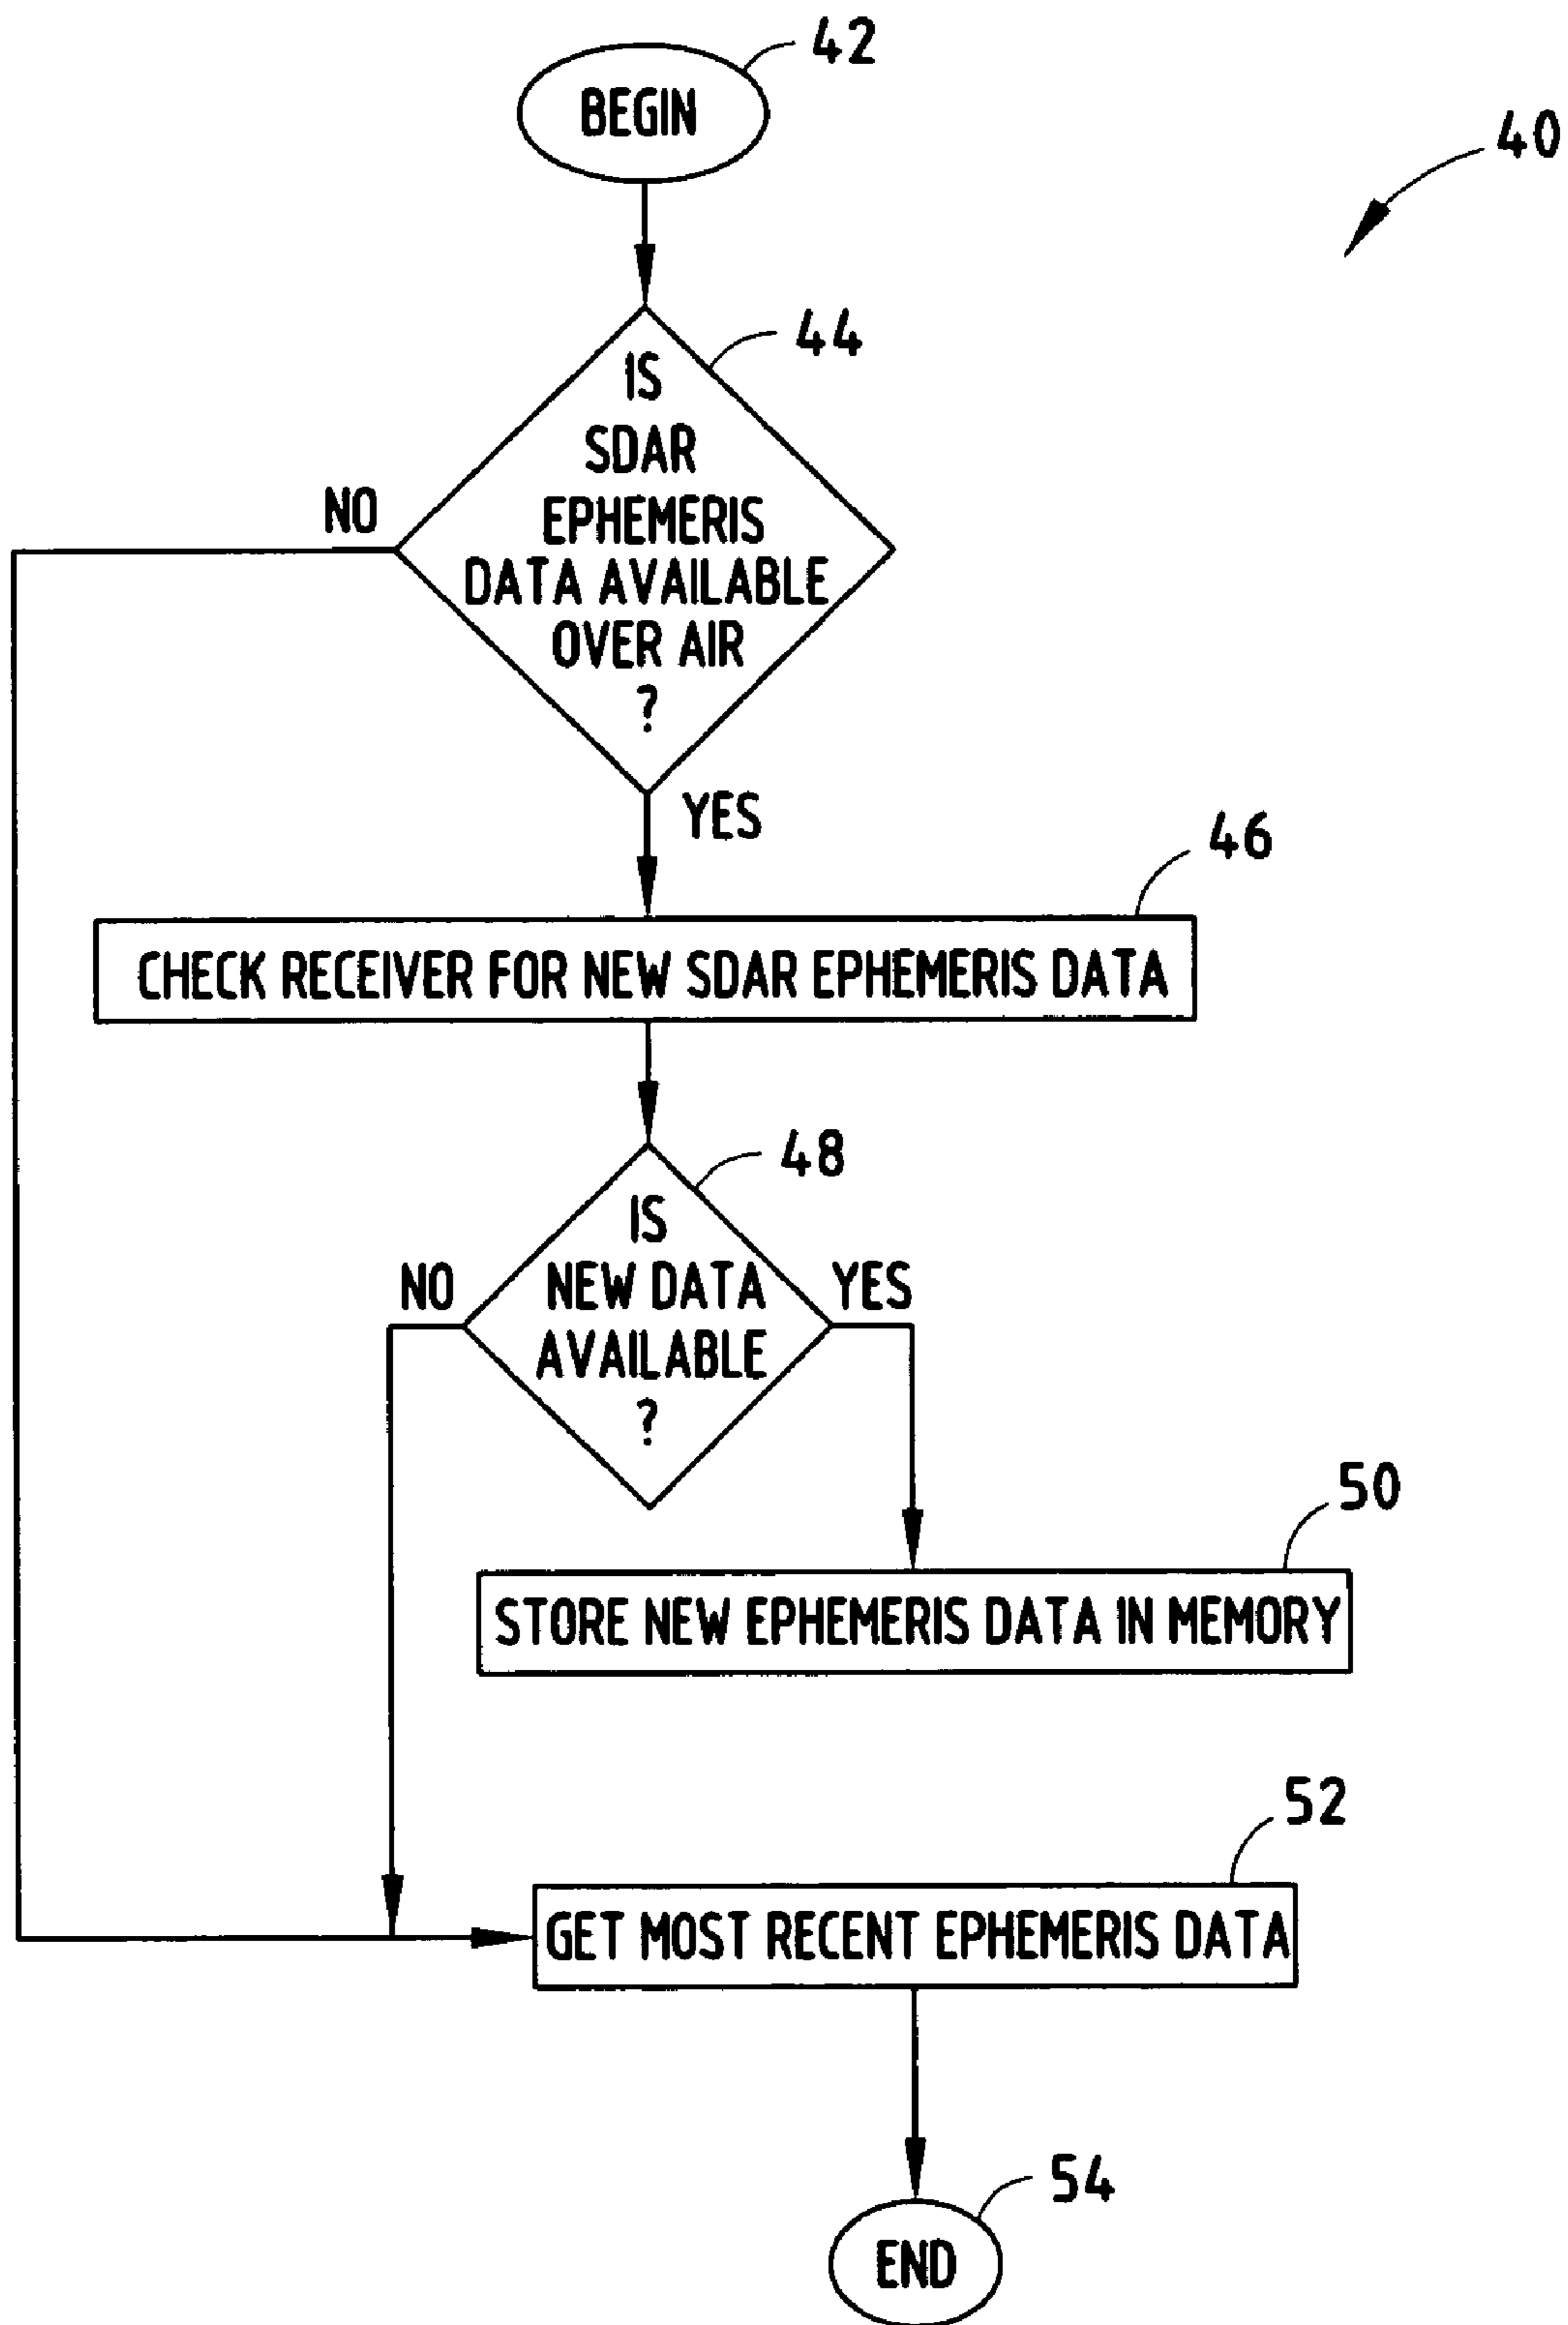 42
BEGIN
40
44
IS
SDAR
EPHEMERIS
DATA AVAILABLE
OVER AIR
?
NO
YES
46
CHECK RECEIVER FOR NEW SDAR EPHEMERIS DATA
48
IS
NEW DATA
AVAILABLE
?
NO
YES
50
STORE NEW EPHEMERIS DATA IN MEMORY
52
GET MOST RECENT EPHEMERIS DATA
54
END